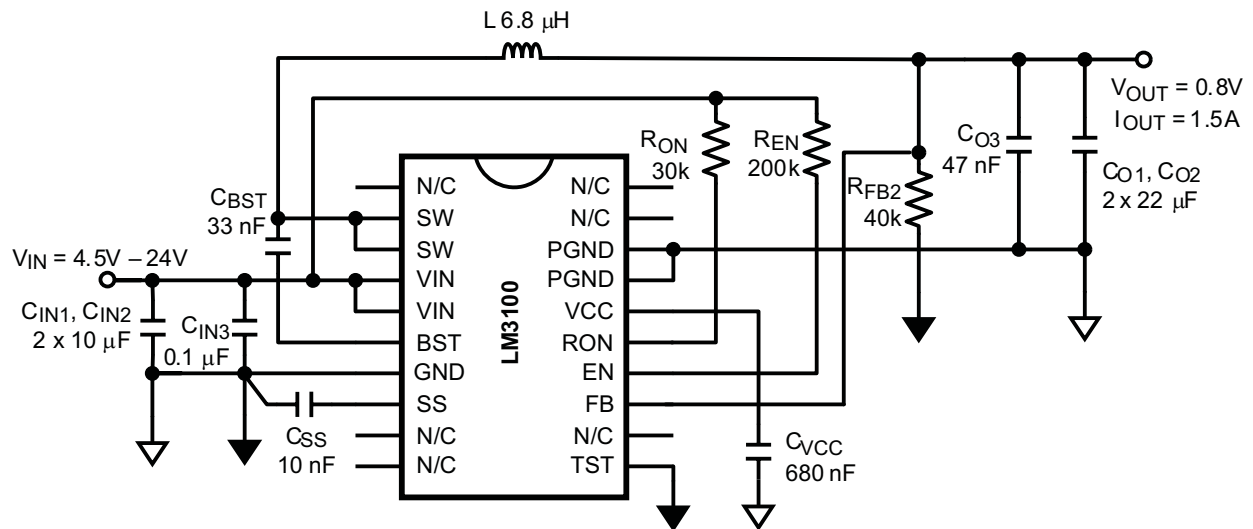 L 6.8 μH
VOUT = 0.8V
IOUT = 1.5A
RON
30k
REN
200k
CO3
47 nF
CO1, CO2
2 x 22 μF
RFB2
40k
CBST
33 nF
VIN = 4.5V – 24V
CIN1, CIN2
2 x 10 μF
CIN3
0.1 μF
CSS
10 nF
N/C
SW
SW
VIN
VIN
BST
GND
SS
N/C
N/C
LM3100
N/C
N/C
PGND
PGND
VCC
RON
EN
FB
N/C
TST
CVCC
680 nF